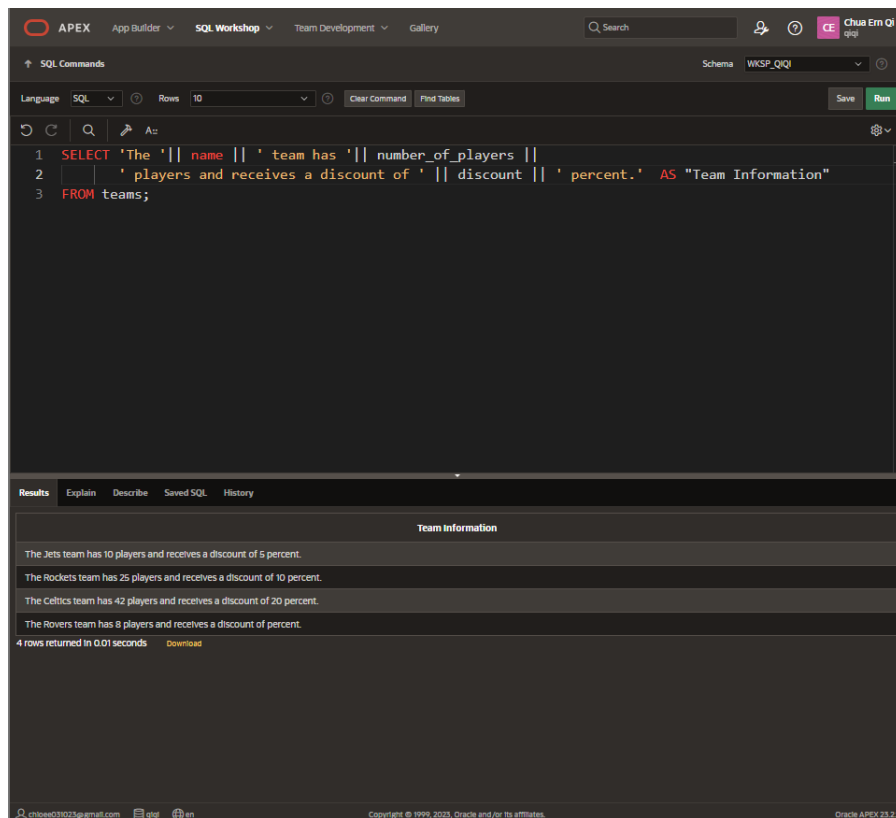 APEX App Builder SQL Workshop Team Development Gallery Search Chua Ern Qi
CE qiqi
SQL Commands Schema WKSP_QIQI
Language SQL Rows 10 Clear Command Find Tables Save Run
A::
1 SELECT 'The '|| name || ' team has '|| number_of_players ||
2 ' players and receives a discount of ' || discount || ' percent.'  AS "Team Information"
3 FROM teams;
Results Explain Describe Saved SQL History
Team Information
The Jets team has 10 players and receives a discount of 5 percent.
The Rockets team has 25 players and receives a discount of 10 percent.
The Celtics team has 42 players and receives a discount of 20 percent.
The Rovers team has 8 players and receives a discount of percent.
4 rows returned in 0.01 seconds Download
chloee031023@gmail.com qiqi en Copyright © 1999, 2023, Oracle and/or its affiliates. Oracle APEX 23.2